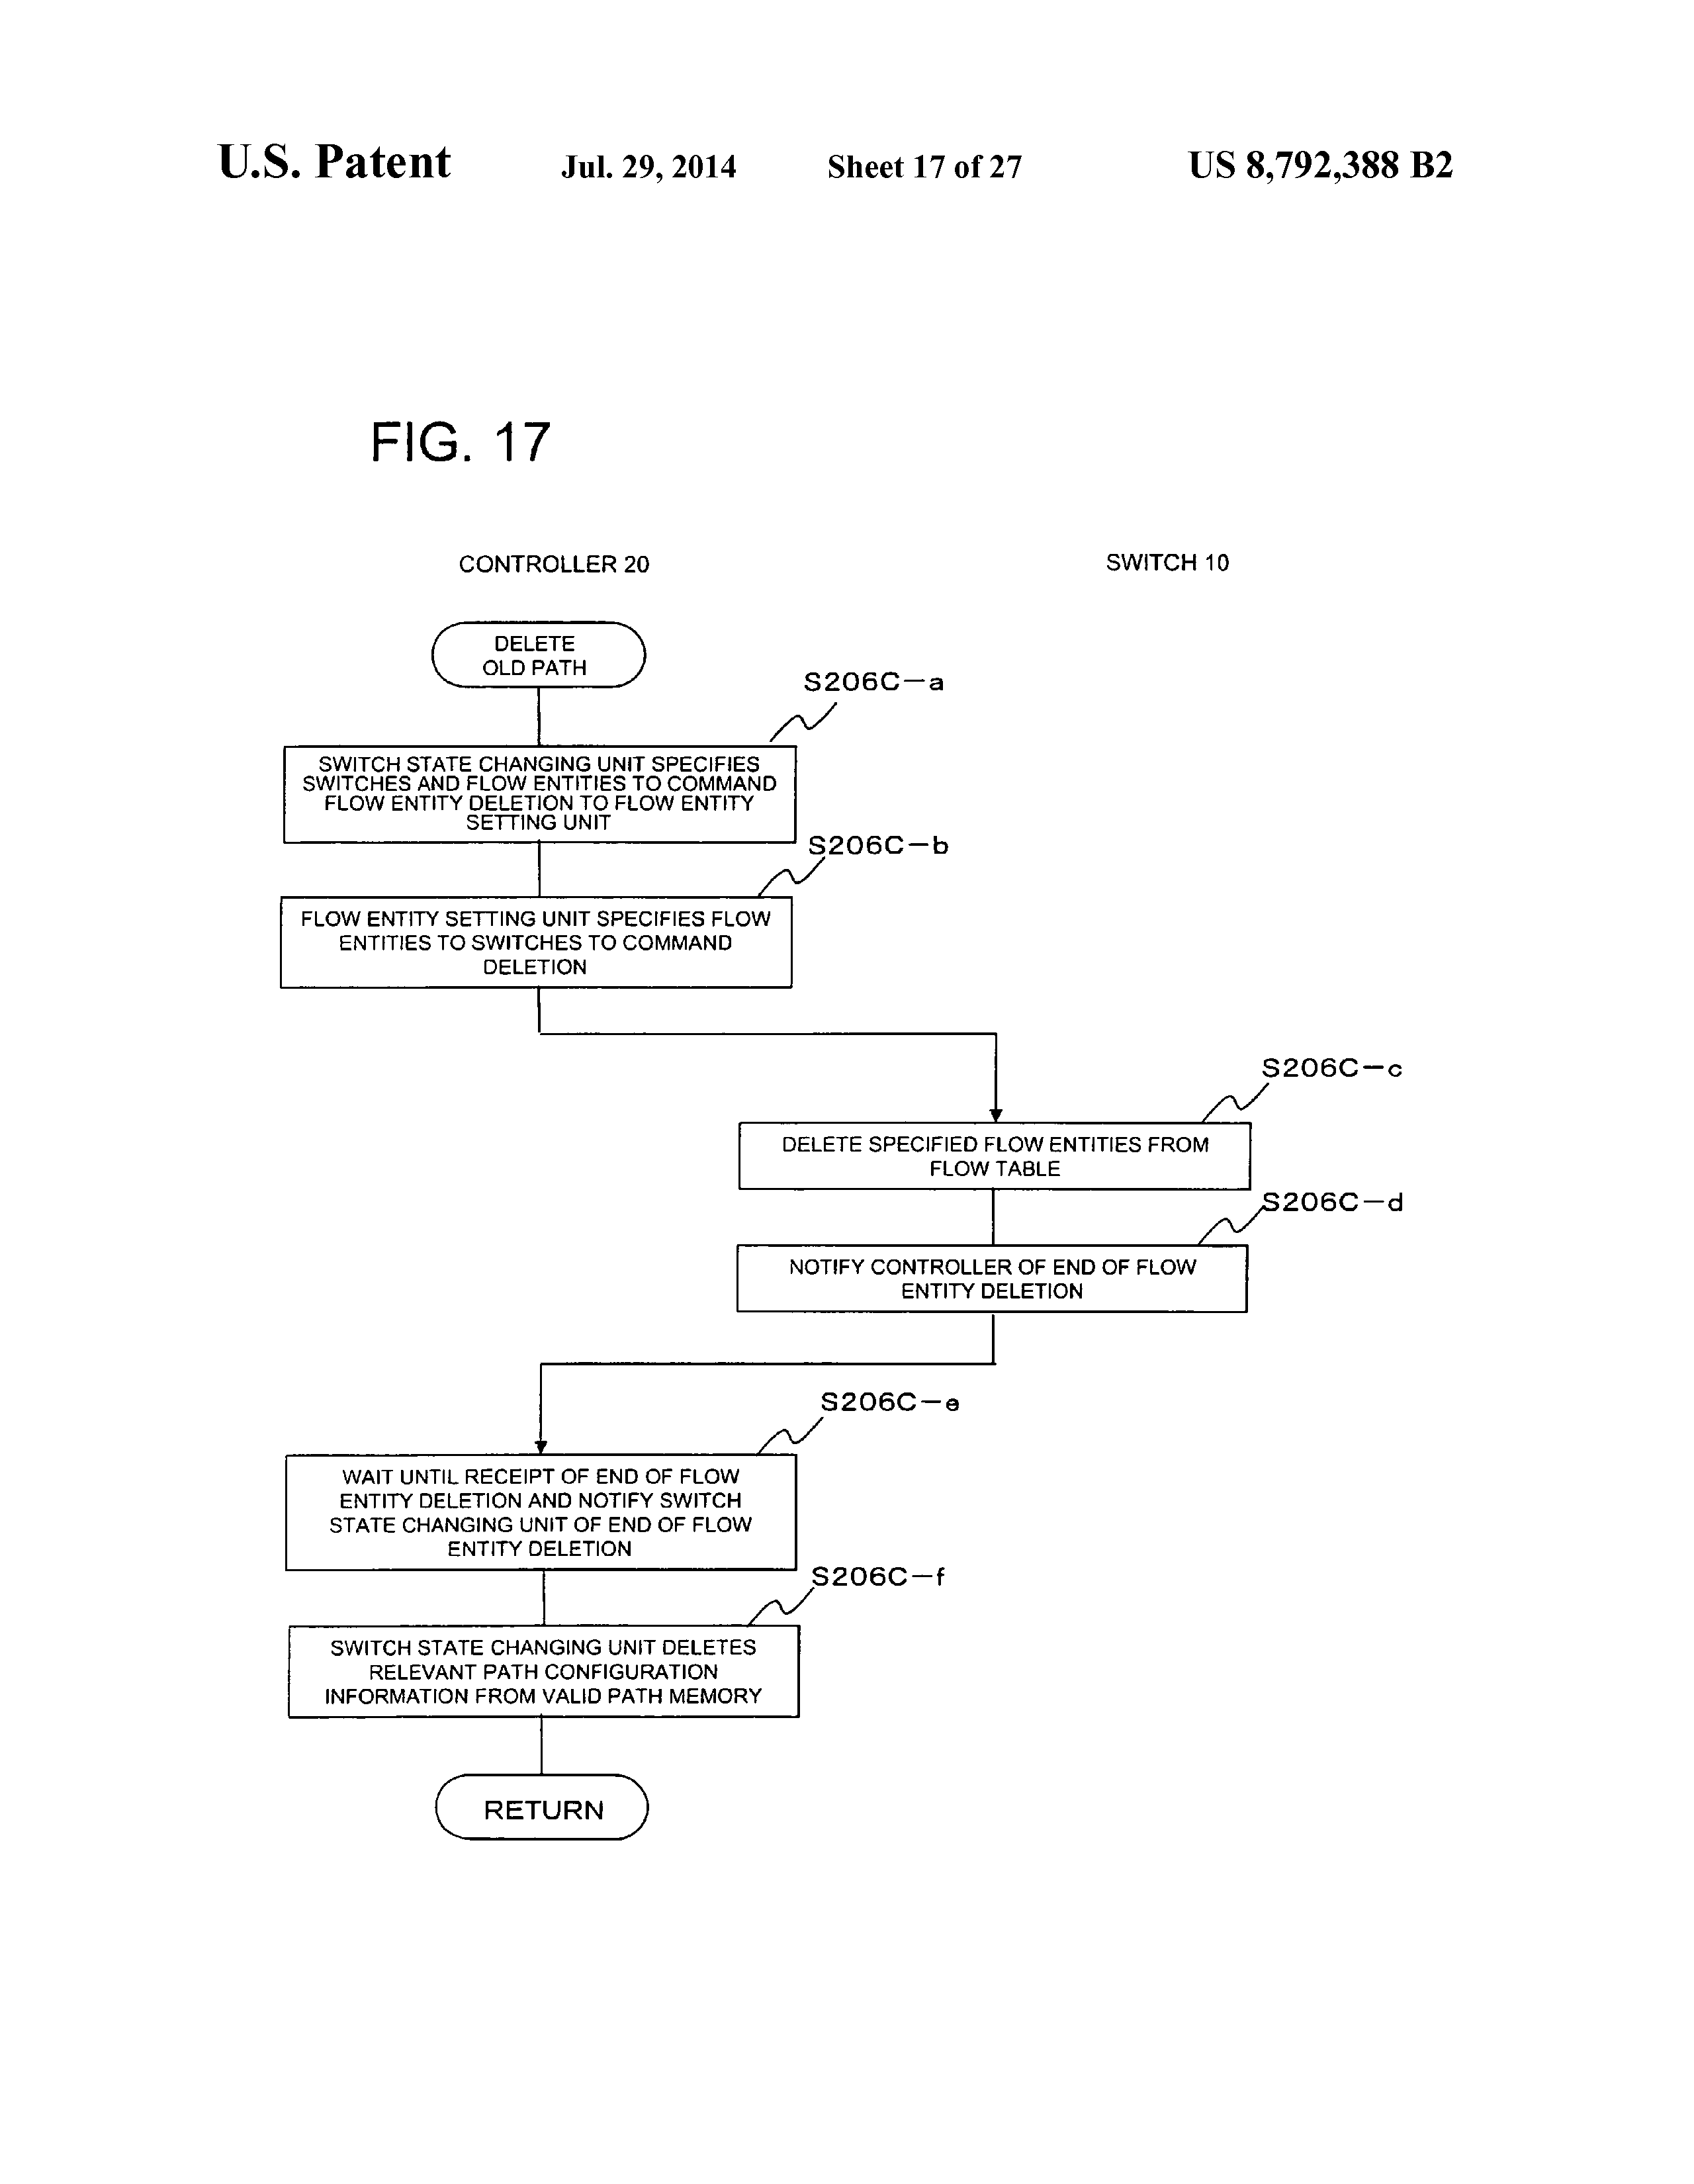 U.S. Patent Jul. 29, 2014 Sheet 17 of 27 US 8,792,388 B2
FIG. 17
CONTROLLER 20 SWITCH 10
DELETE
OLD PATH
S206C-a
SWITCH STATE CHANGING UNIT SPECIFIES
SWITCHES AND FLOW ENTITIES TO COMMAND
FLOW ENTITY DELETION TO FLOW ENTITY
SETTING UNIT
S206C-b
FLOW ENTITY SETTING UNIT SPECIFIES FLOW
ENTITIES TO SWITCHES TO COMMAND
DELETION
S206C-c
DELETE SPECIFIED FLOW ENTITIES FROM
FLOW TABLE
S206C-d
NOTIFY CONTROLLER OF END OF FLOW
ENTITY DELETION
S206C-e
WAIT UNTIL RECEIPT OF END OF FLOW
ENTITY DELETION AND NOTIFY SWITCH
STATE CHANGING UNIT OF END OF FLOW
ENTITY DELETION
S206C-f
SWITCH STATE CHANGING UNIT DELETES
RELEVANT PATH CONFIGURATION
INFORMATION FROM VALID PATH MEMORY
RETURN